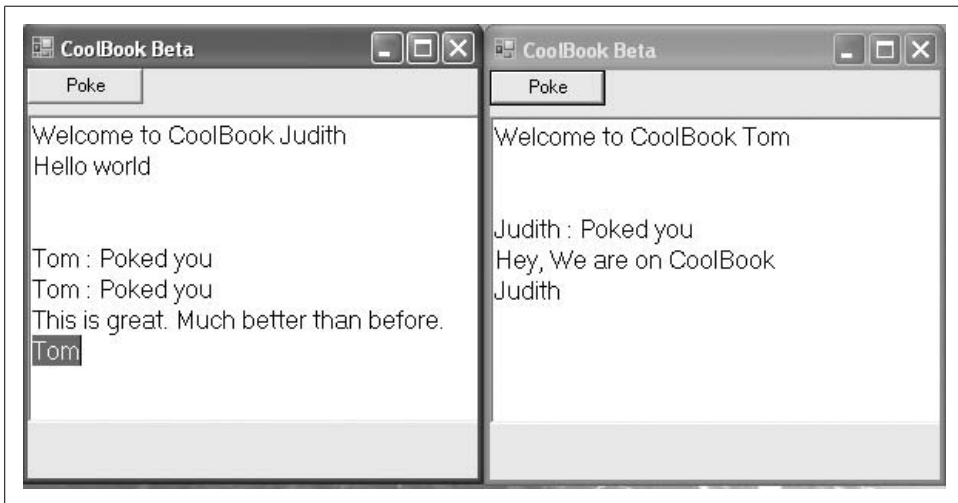 CoolBook Beta
Poke
Welcome to CoolBook Judith
Hello world
Tom : Poked you
Tom : Poked you
This is great. Much better than before.
Tom
CoolBook Beta
Poke
Welcome to CoolBook Tom
Judith : Poked you
Hey, We are on CoolBook
Judith